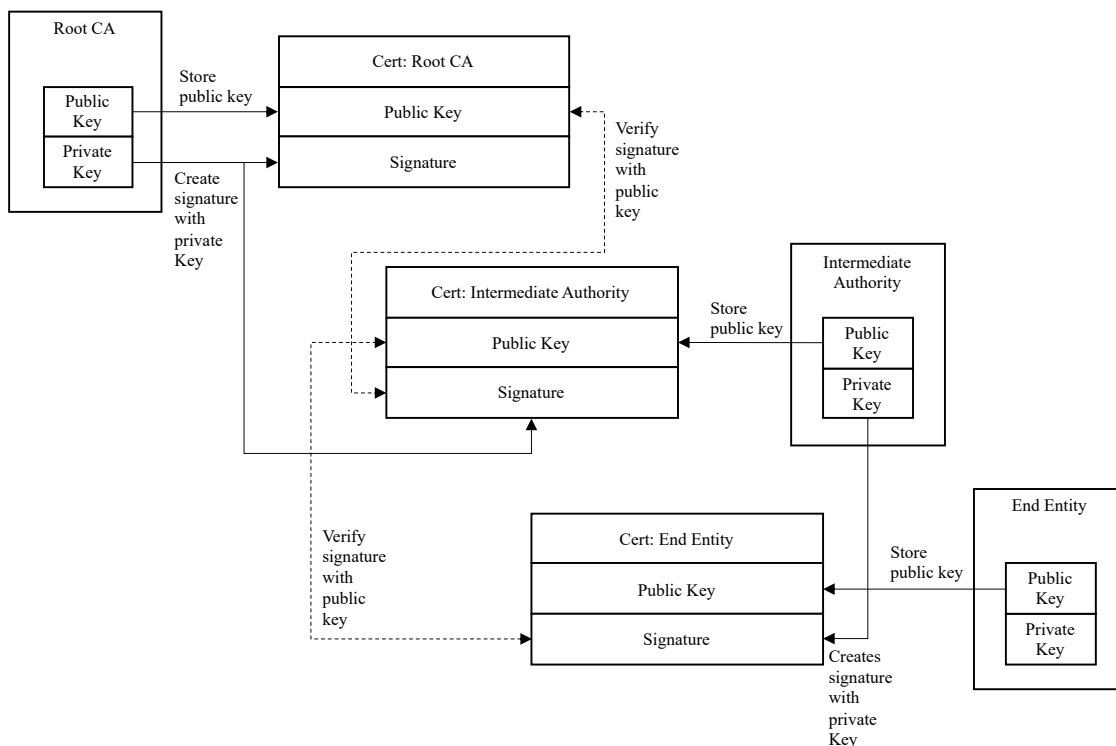 Root CA
Public
Key
Private
Key
Store
public key
Create
signature
with
private
Key
Cert: Root CA
Public Key
Signature
Verify
signature
with
public
key
Cert: Intermediate Authority
Public Key
Signature
Store
public key
Intermediate
Authority
Public
Key
Private
Key
Verify
signature
with
public
key
Cert: End Entity
Public Key
Signature
Store
public key
Creates
signature
with
private
Key
End Entity
Public
Key
Private
Key